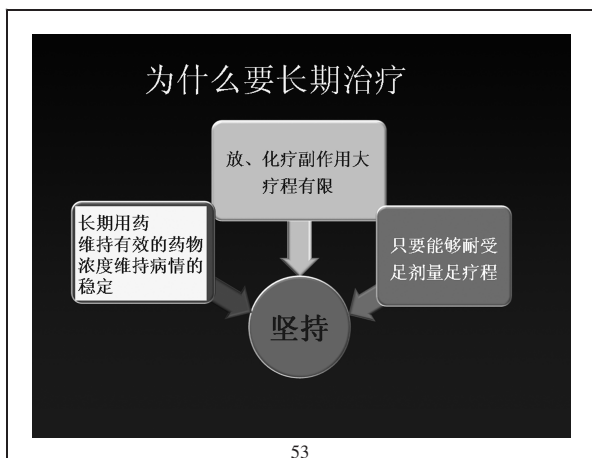 为什么要长期治疗
放、化疗副作用大
疗程有限
长期用药
维持有效的药物
浓度维持病情的
稳定
只要能够耐受
足剂量足疗程
坚持
53